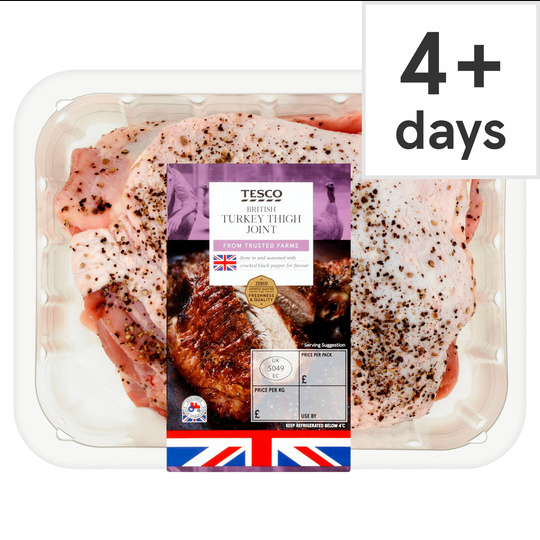 4+
days
TESCO
BRITISH
TURKEY THIGH
JOINT
FROM TRUSTED FARMS
Bone in and seasoned with
cracked black pepper for flavour
TESCO
FRESHNESS
& QUALITY
Serving Suggestion
UK
5049
EC
PRICE PER PACK
£
PRICE PER KG
£
USE BY
KEEP REFRIGERATED BELOW 4°C